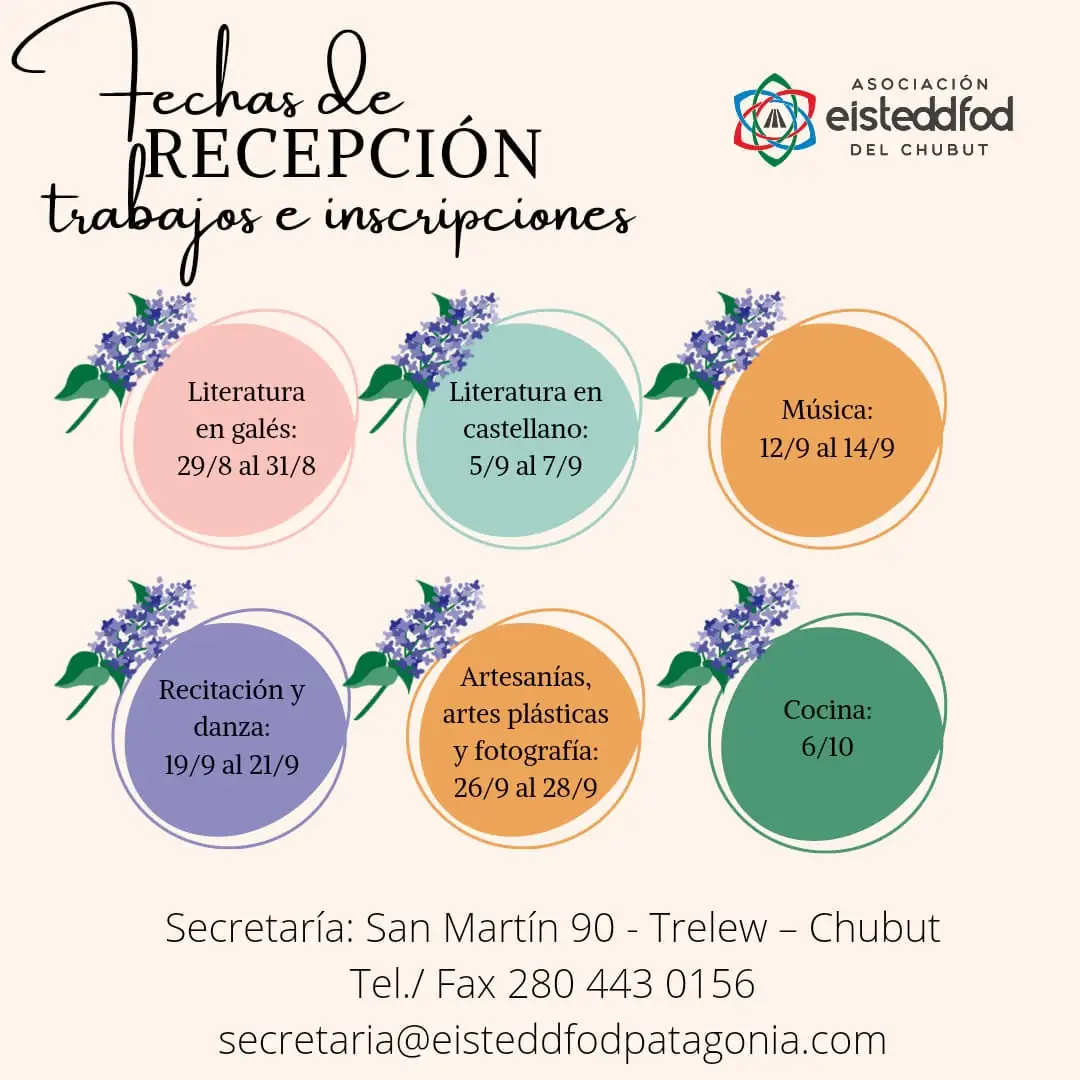 Fechas de
RECEPCIÓN
trabajos e inscripciones
ASOCIACIÓN
eisteddfod
DEL CHUBUT
Literatura
en galés:
29/8 al 31/8
Literatura en
castellano:
5/9 al 7/9
Música:
12/9 al 14/9
Recitación y
danza:
19/9 al 21/9
Artesanías,
artes plásticas
y fotografía:
26/9 al 28/9
Cocina:
6/10
Secretaría: San Martín 90 - Trelew – Chubut
Tel./ Fax 280 443 0156
secretaria@eisteddfodpatagonia.com